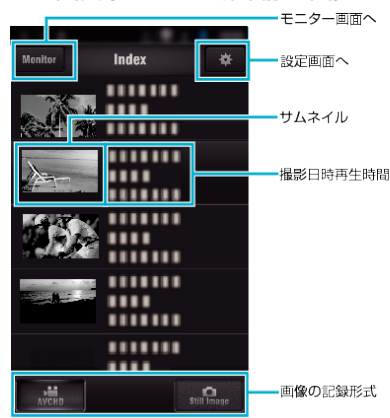 モニター画面へ
Monitor
Index
設定画面へ
サムネイル
撮影日時再生時間
AVCHD
Still Image
画像の記録形式